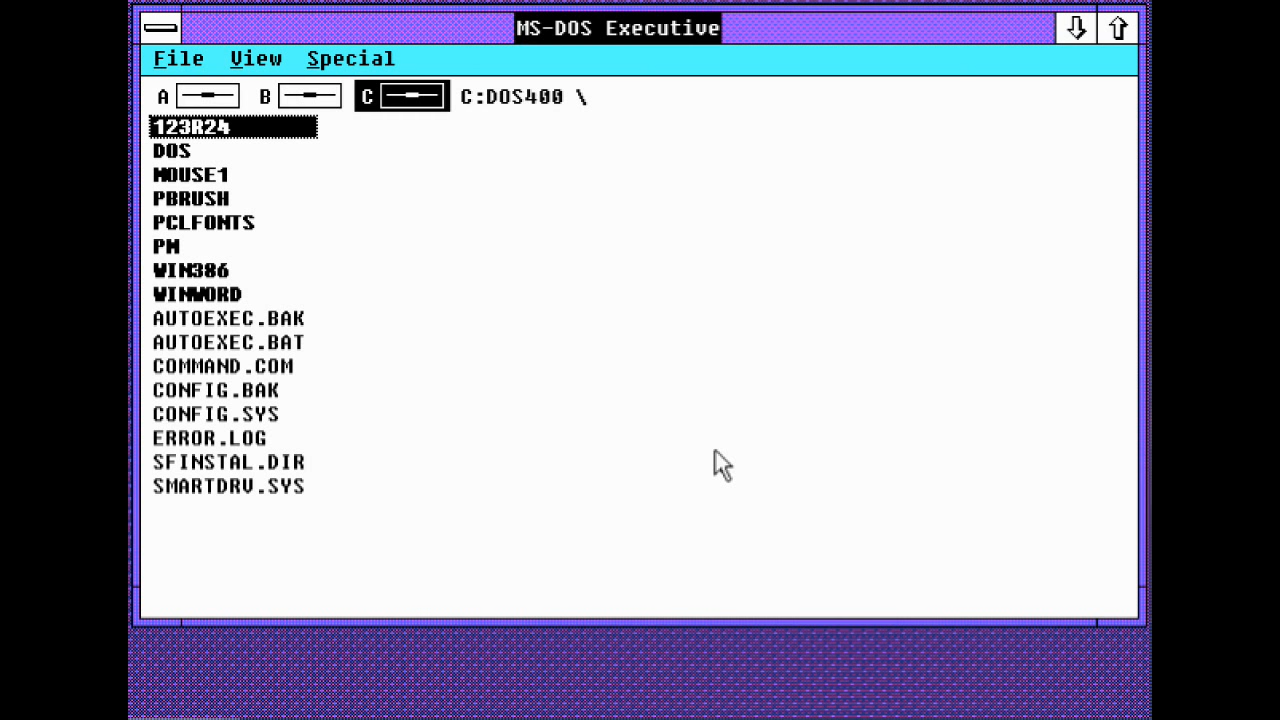 MS-DOS Executive
File View Special
A B C C:DOS400 \
123R24
DOS
MOUSE1
PBRUSH
PCLFONTS
PM
WIN386
WINWORD
AUTOEXEC.BAK
AUTOEXEC.BAT
COMMAND.COM
CONFIG.BAK
CONFIG.SYS
ERROR.LOG
SFINSTAL.DIR
SMARTDRV.SYS